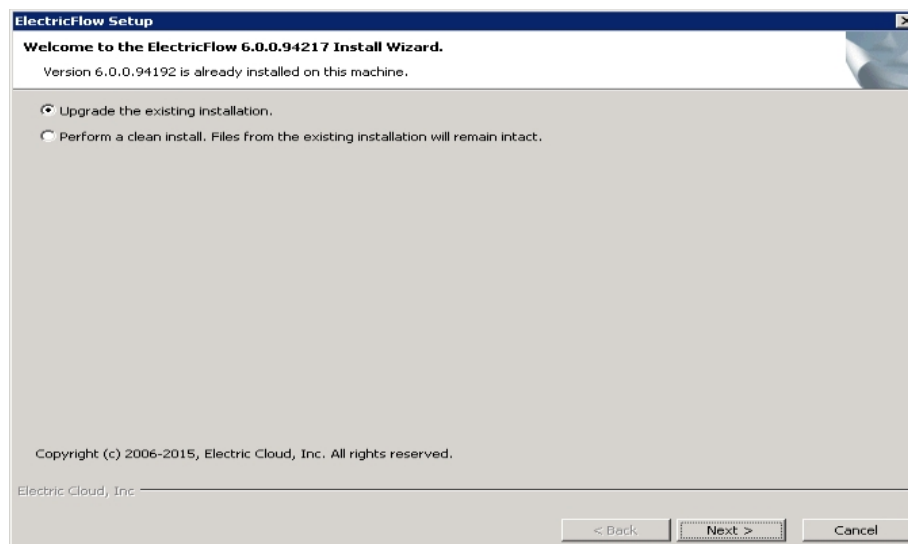 ElectricFlow Setup
Welcome to the ElectricFlow 6.0.0.94217 Install Wizard.
Version 6.0.0.94192 is already installed on this machine.
Upgrade the existing installation.
Perform a clean install. Files from the existing installation will remain intact.
Copyright (c) 2006-2015, Electric Cloud, Inc. All rights reserved.
Electric Cloud, Inc
< Back Next > Cancel